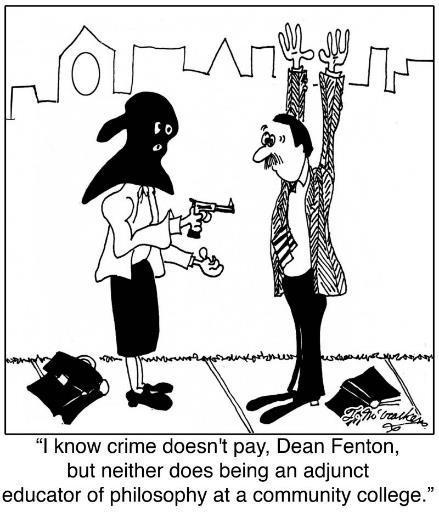 “I know crime doesn't pay, Dean Fenton,
but neither does being an adjunct
educator of philosophy at a community college.”